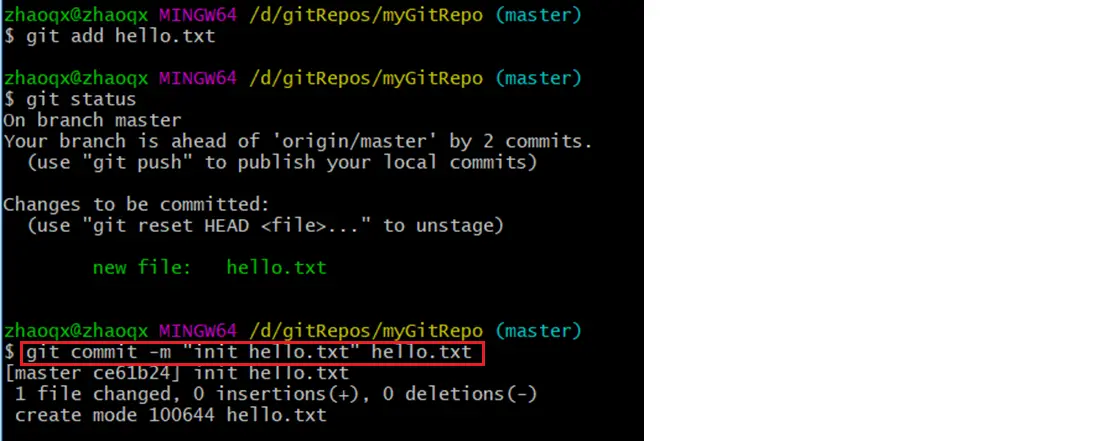 zhaoqx@zhaoqx MINGW64 /d/gitRepos/myGitRepo (master)
$ git add hello.txt
zhaoqx@zhaoqx MINGW64 /d/gitRepos/myGitRepo (master)
$ git status
On branch master
Your branch is ahead of 'origin/master' by 2 commits.
  (use "git push" to publish your local commits)
Changes to be committed:
  (use "git reset HEAD <file>..." to unstage)
        new file:   hello.txt
zhaoqx@zhaoqx MINGW64 /d/gitRepos/myGitRepo (master)
$ git commit -m "init hello.txt" hello.txt
[master ce61b24] init hello.txt
 1 file changed, 0 insertions(+), 0 deletions(-)
 create mode 100644 hello.txt